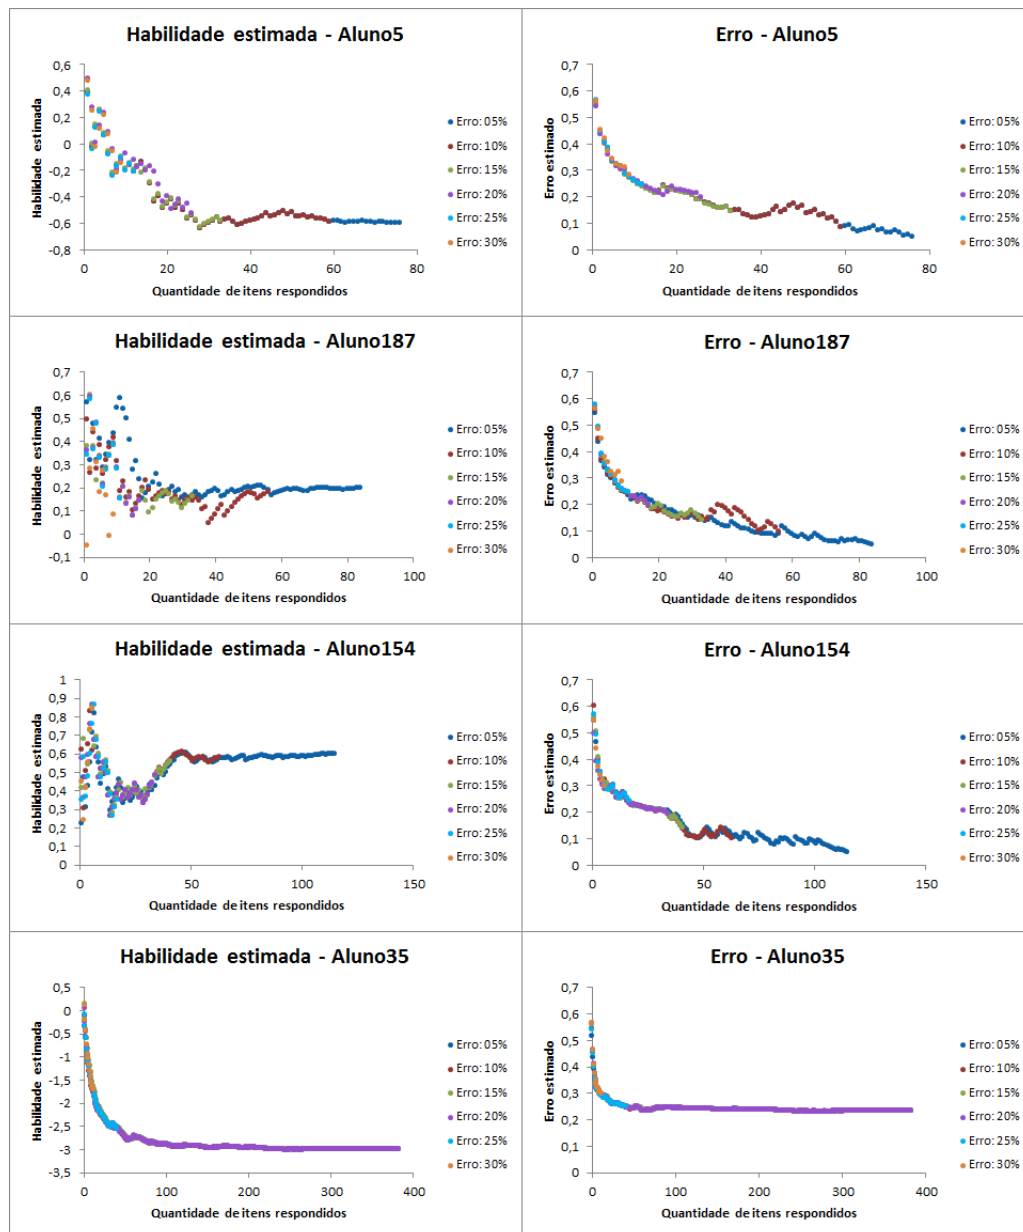 Habilidade estimada - Aluno5
Habilidade estimada
0,6
0,4
0,2
0
-0,2
-0,4
-0,6
-0,8
0
20
40
60
80
Quantidade de itens respondidos
Erro: 05%
Erro: 10%
Erro: 15%
Erro: 20%
Erro: 25%
Erro: 30%
Erro - Aluno5
Erro estimado
0,7
0,6
0,5
0,4
0,3
0,2
0,1
0
0
20
40
60
80
Quantidade de itens respondidos
Erro: 05%
Erro: 10%
Erro: 15%
Erro: 20%
Erro: 25%
Erro: 30%
Habilidade estimada - Aluno187
Habilidade estimada
0,7
0,6
0,5
0,4
0,3
0,2
0,1
0
-0,1
0
20
40
60
80
100
Quantidade de itens respondidos
Erro: 05%
Erro: 10%
Erro: 15%
Erro: 20%
Erro: 25%
Erro: 30%
Erro - Aluno187
Erro estimado
0,7
0,6
0,5
0,4
0,3
0,2
0,1
0
0
20
40
60
80
100
Quantidade de itens respondidos
Erro: 05%
Erro: 10%
Erro: 15%
Erro: 20%
Erro: 25%
Erro: 30%
Habilidade estimada - Aluno154
Habilidade estimada
1
0,9
0,8
0,7
0,6
0,5
0,4
0,3
0,2
0,1
0
0
50
100
150
Quantidade de itens respondidos
Erro: 05%
Erro: 10%
Erro: 15%
Erro: 20%
Erro: 25%
Erro: 30%
Erro - Aluno154
Erro estimado
0,7
0,6
0,5
0,4
0,3
0,2
0,1
0
0
50
100
150
Quantidade de itens respondidos
Erro: 05%
Erro: 10%
Erro: 15%
Erro: 20%
Erro: 25%
Erro: 30%
Habilidade estimada - Aluno35
Habilidade estimada
0,5
0
-0,5
-1
-1,5
-2
-2,5
-3
-3,5
0
100
200
300
400
Quantidade de itens respondidos
Erro: 05%
Erro: 10%
Erro: 15%
Erro: 20%
Erro: 25%
Erro: 30%
Erro - Aluno35
Erro estimado
0,7
0,6
0,5
0,4
0,3
0,2
0,1
0
0
100
200
300
400
Quantidade de itens respondidos
Erro: 05%
Erro: 10%
Erro: 15%
Erro: 20%
Erro: 25%
Erro: 30%